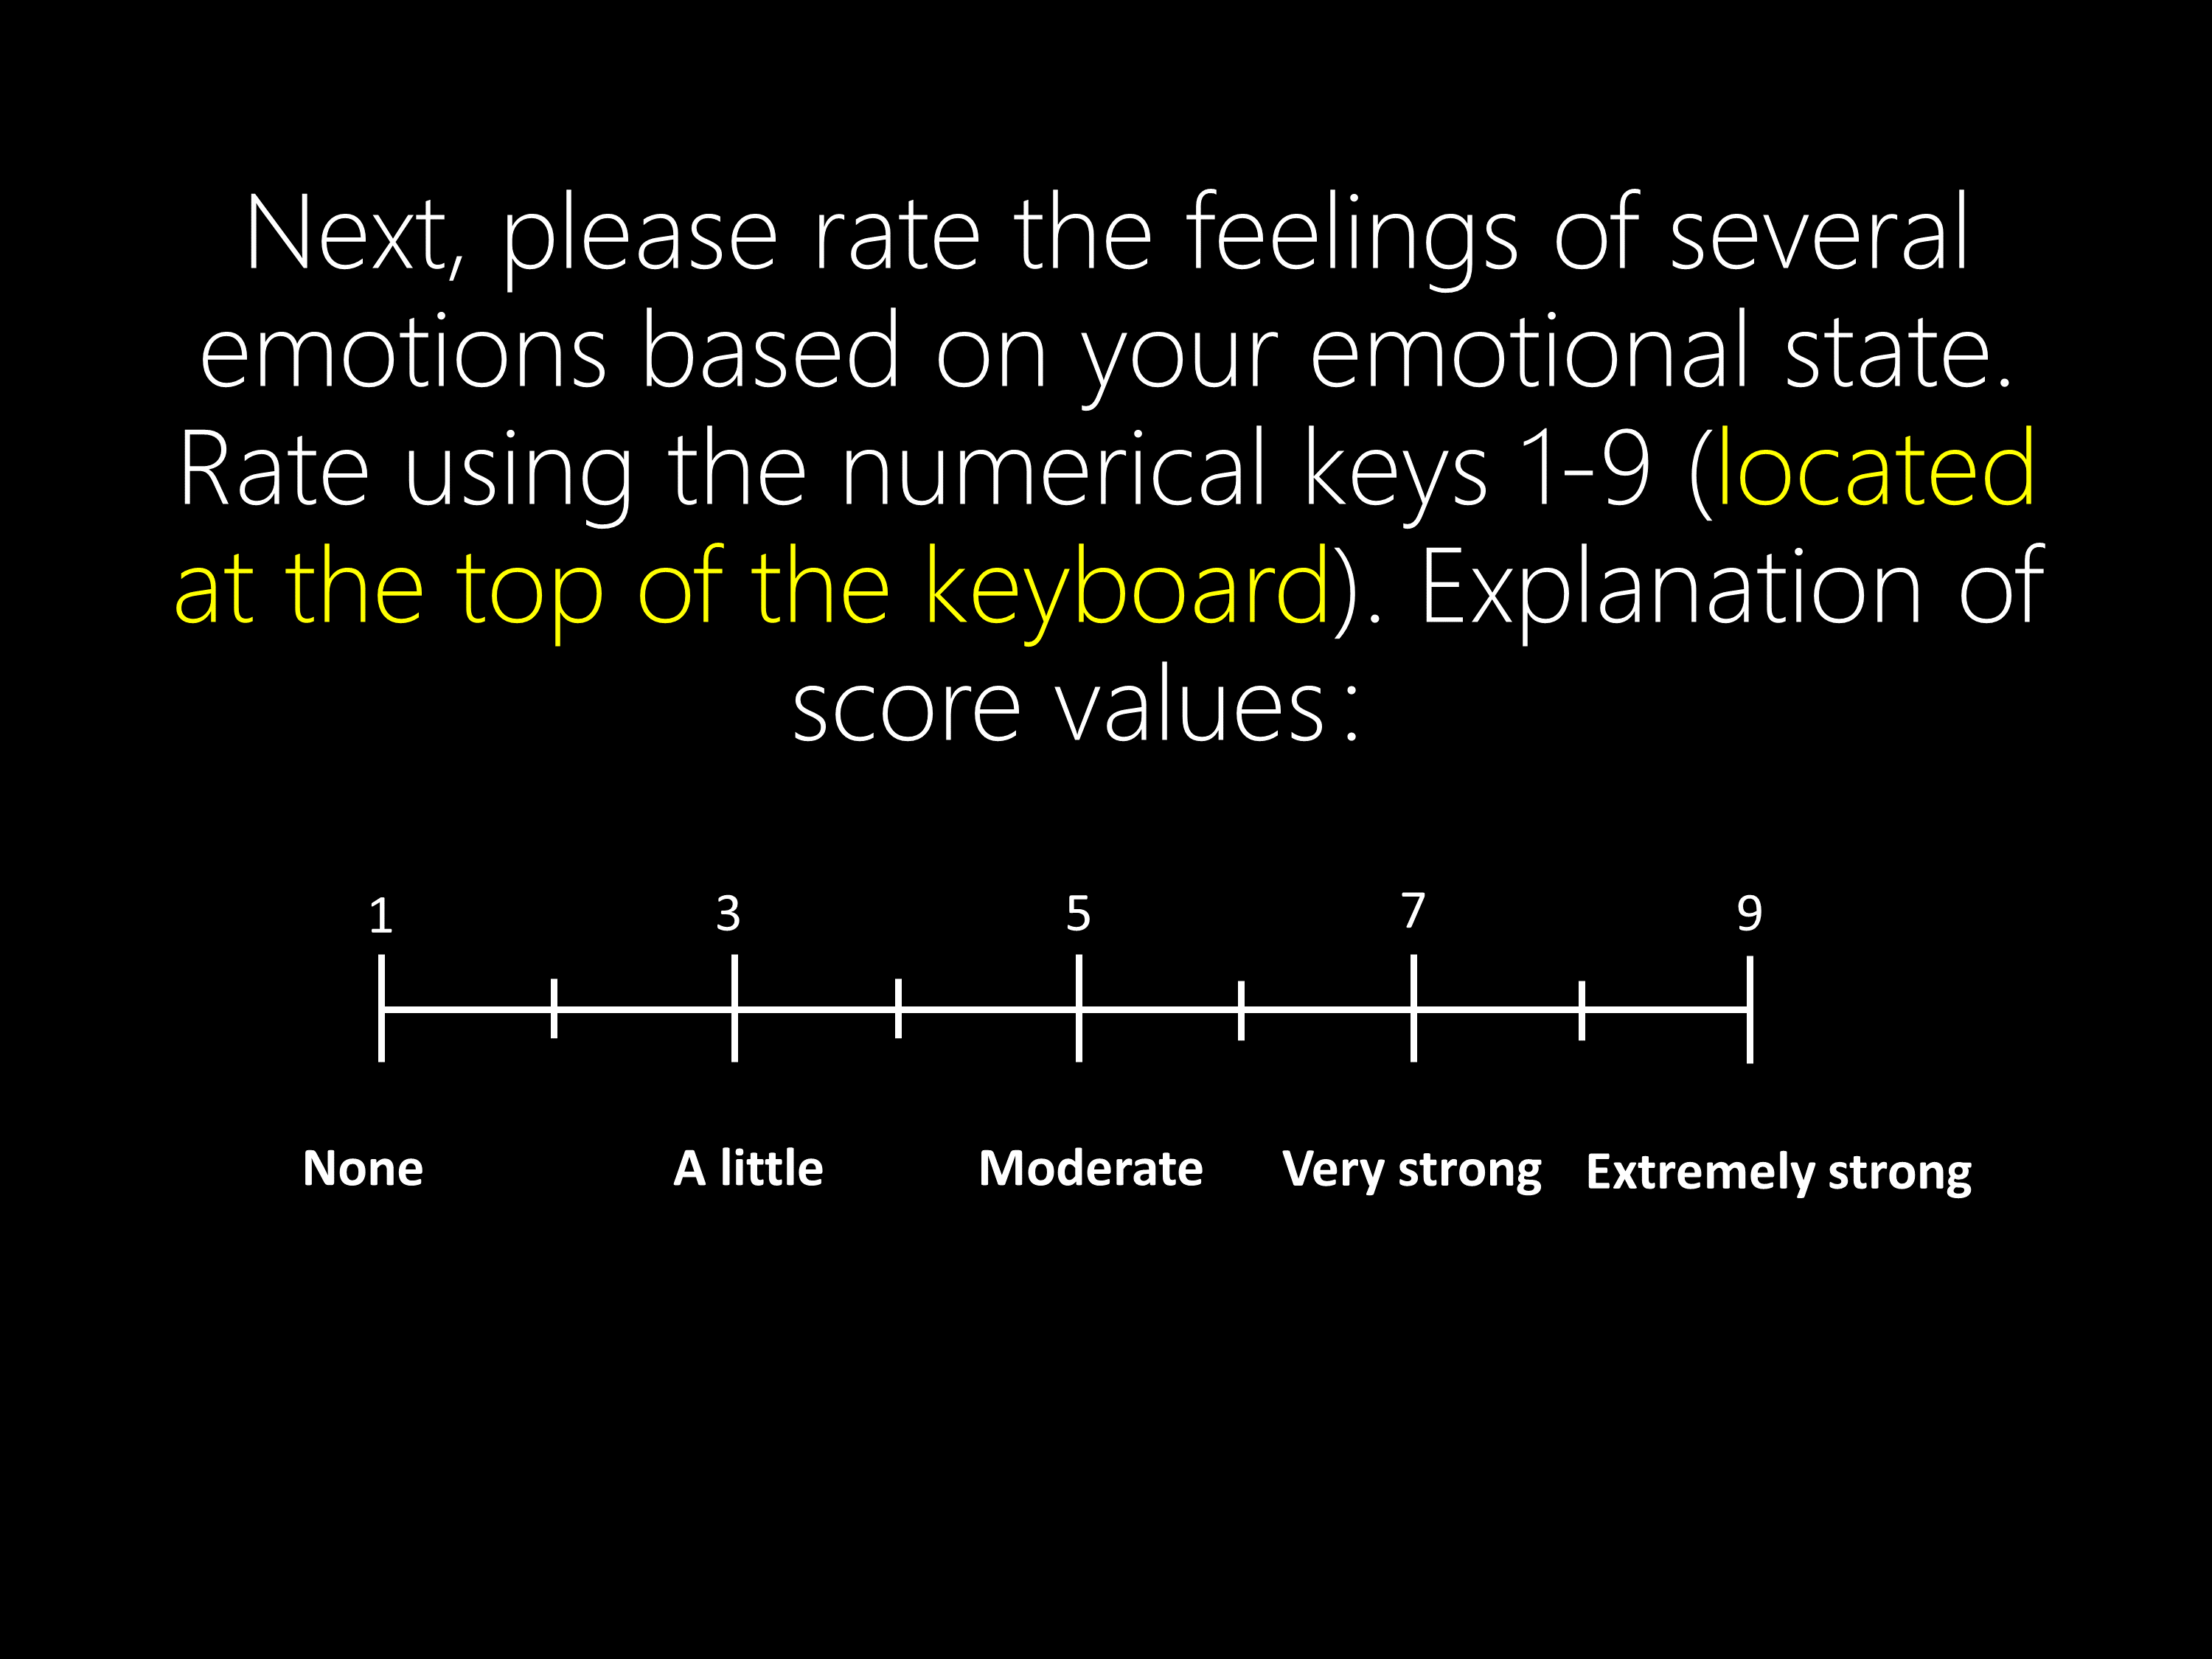 Next, please rate the feelings of several
emotions based on your emotional state.
Rate using the numerical keys 1-9 (located
at the top of the keyboard). Explanation of
score values:
1 3 5 7 9
None A little Moderate Very strong Extremely strong